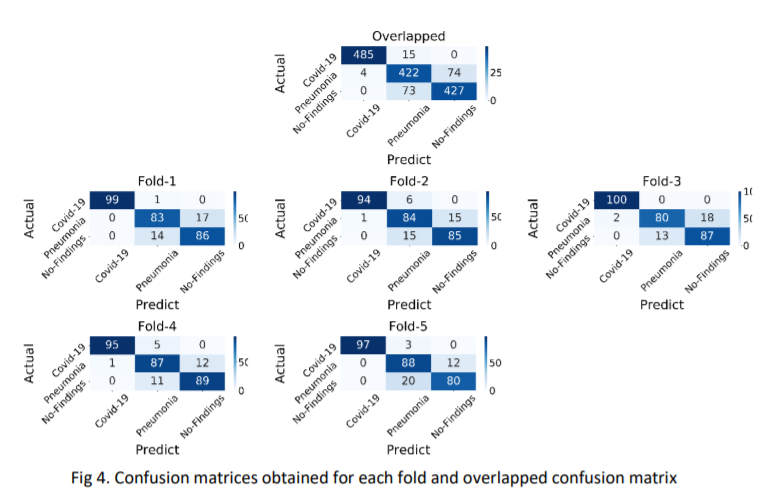 Overlapped
Actual
Covid-19 485 15 0
Pneumonia 4 422 74
No-Findings 0 73 427
25
0
Covid-19 Pneumonia No-Findings
Predict
Fold-1
Actual
Covid-19 99 1 0
Pneumonia 0 83 17
No-Findings 0 14 86
50
0
Covid-19 Pneumonia No-Findings
Predict
Fold-2
Actual
Covid-19 94 6 0
Pneumonia 1 84 15
No-Findings 0 15 85
50
0
Covid-19 Pneumonia No-Findings
Predict
Fold-3
Actual
Covid-19 100 0 0
Pneumonia 2 80 18
No-Findings 0 13 87
50
0
Covid-19 Pneumonia No-Findings
Predict
Fold-4
Actual
Covid-19 95 5 0
Pneumonia 1 87 12
No-Findings 0 11 89
50
0
Covid-19 Pneumonia No-Findings
Predict
Fold-5
Actual
Covid-19 97 3 0
Pneumonia 0 88 12
No-Findings 0 20 80
50
0
Covid-19 Pneumonia No-Findings
Predict
Fig 4. Confusion matrices obtained for each fold and overlapped confusion matrix